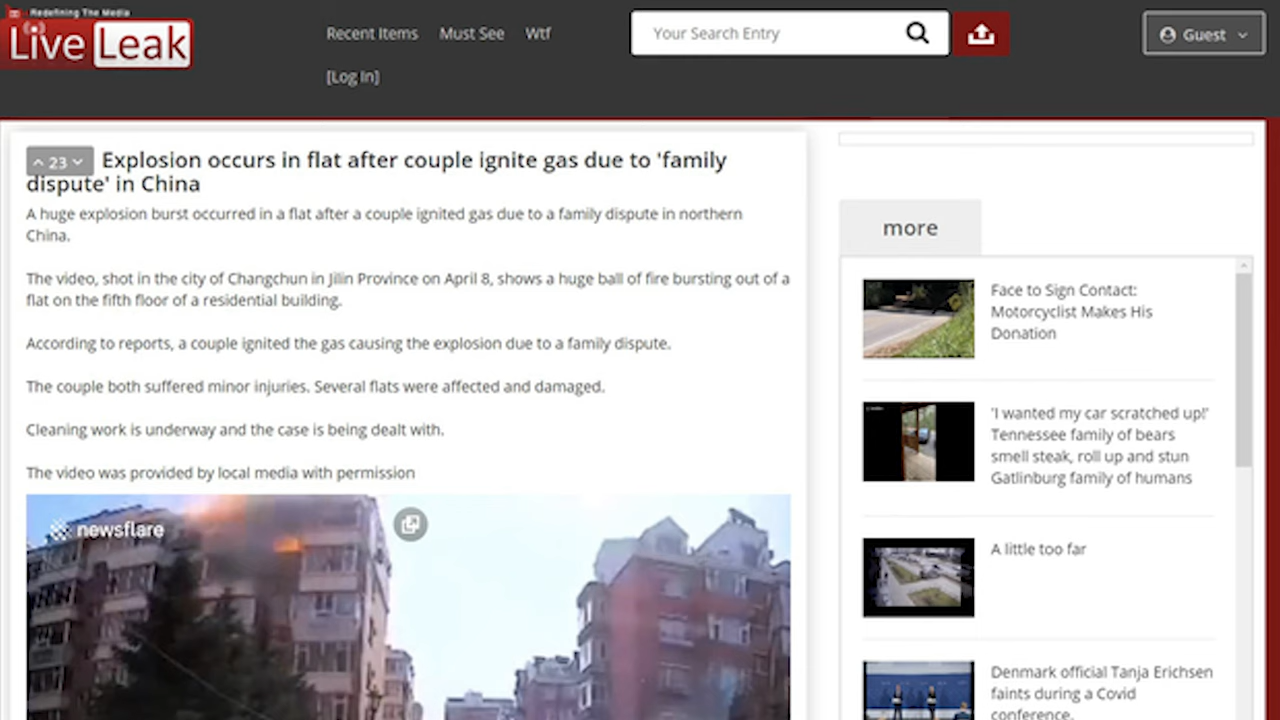 Redefining The Media
Live Leak
Recent Items Must See Wtf
[Log In]
Your Search Entry
Guest
23 Explosion occurs in flat after couple ignite gas due to 'family
dispute' in China
A huge explosion burst occurred in a flat after a couple ignited gas due to a family dispute in northern
China.
The video, shot in the city of Changchun in Jilin Province on April 8, shows a huge ball of fire bursting out of a
flat on the fifth floor of a residential building.
According to reports, a couple ignited the gas causing the explosion due to a family dispute.
The couple both suffered minor injuries. Several flats were affected and damaged.
Cleaning work is underway and the case is being dealt with.
The video was provided by local media with permission
newsflare
more
Face to Sign Contact:
Motorcyclist Makes His
Donation
'I wanted my car scratched up!'
Tennessee family of bears
smell steak, roll up and stun
Gatlinburg family of humans
A little too far
Denmark official Tanja Erichsen
faints during a Covid
conference.